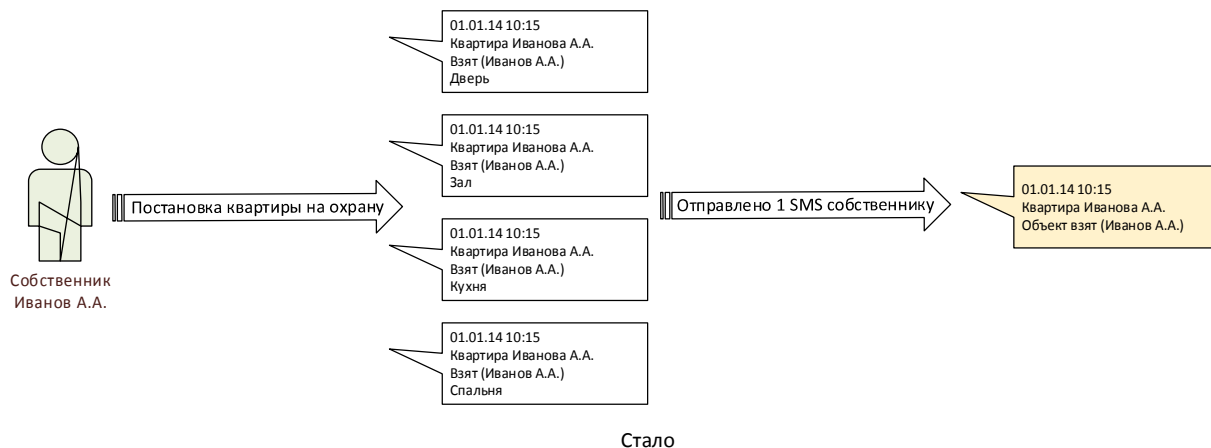 01.01.14 10:15
Квартира Иванова А.А.
Взят (Иванов А.А.)
Дверь
01.01.14 10:15
Квартира Иванова А.А.
Взят (Иванов А.А.)
Зал
Собственник
Иванов А.А.
Постановка квартиры на охрану
01.01.14 10:15
Квартира Иванова А.А.
Взят (Иванов А.А.)
Кухня
01.01.14 10:15
Квартира Иванова А.А.
Взят (Иванов А.А.)
Спальня
Отправлено 1 SMS собственнику
01.01.14 10:15
Квартира Иванова А.А.
Объект взят (Иванов А.А.)
Стало